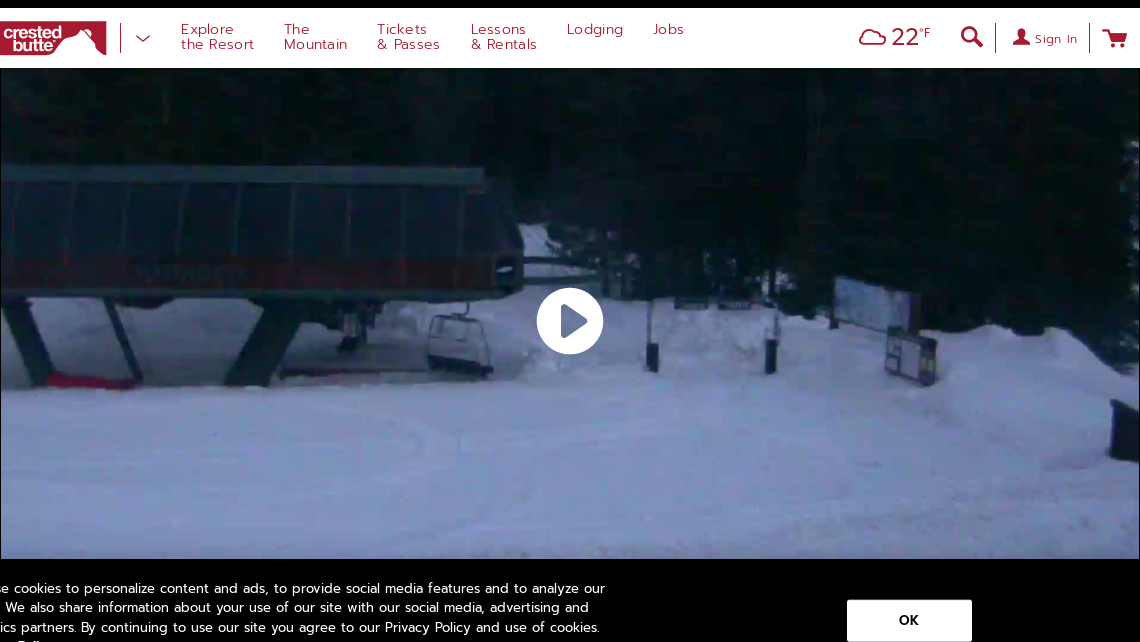 crested
butte
Explore
the Resort
The
Mountain
Tickets
& Passes
Lessons
& Rentals
Lodging
Jobs
22°F
Sign In
cookies to personalize content and ads, to provide social media features and to analyze our
We also share information about your use of our site with our social media, advertising and
partners. By continuing to use our site you agree to our Privacy Policy and use of cookies.
OK